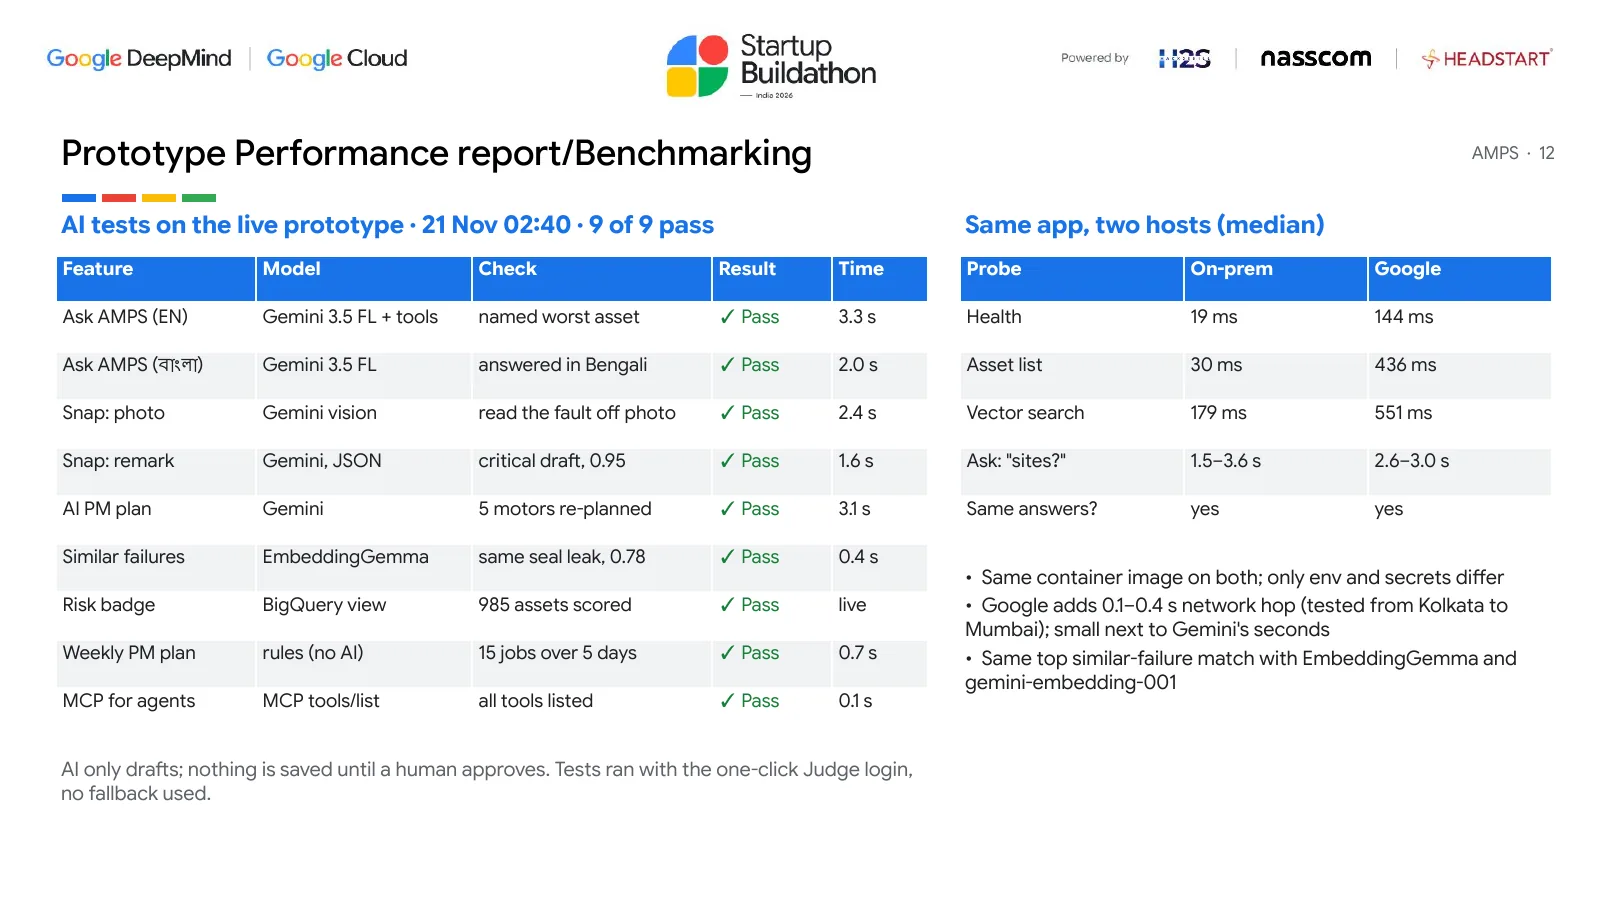 Google DeepMind | Google Cloud
Startup
Buildathon
India 2026
Powered by H2S | nasscom | HEADSTART
Prototype Performance report/Benchmarking
AMPS · 12
AI tests on the live prototype · 21 Nov 02:40 · 9 of 9 pass
Feature Model Check Result Time
Ask AMPS (EN) Gemini 3.5 FL + tools named worst asset ✓ Pass 3.3 s
Ask AMPS (বাংলা) Gemini 3.5 FL answered in Bengali ✓ Pass 2.0 s
Snap: photo Gemini vision read the fault off photo ✓ Pass 2.4 s
Snap: remark Gemini, JSON critical draft, 0.95 ✓ Pass 1.6 s
AI PM plan Gemini 5 motors re-planned ✓ Pass 3.1 s
Similar failures EmbeddingGemma same seal leak, 0.78 ✓ Pass 0.4 s
Risk badge BigQuery view 985 assets scored ✓ Pass live
Weekly PM plan rules (no AI) 15 jobs over 5 days ✓ Pass 0.7 s
MCP for agents MCP tools/list all tools listed ✓ Pass 0.1 s
AI only drafts; nothing is saved until a human approves. Tests ran with the one-click Judge login,
no fallback used.
Same app, two hosts (median)
Probe On-prem Google
Health 19 ms 144 ms
Asset list 30 ms 436 ms
Vector search 179 ms 551 ms
Ask: "sites?" 1.5–3.6 s 2.6–3.0 s
Same answers? yes yes
• Same container image on both; only env and secrets differ
• Google adds 0.1–0.4 s network hop (tested from Kolkata to
Mumbai); small next to Gemini's seconds
• Same top similar-failure match with EmbeddingGemma and
gemini-embedding-001